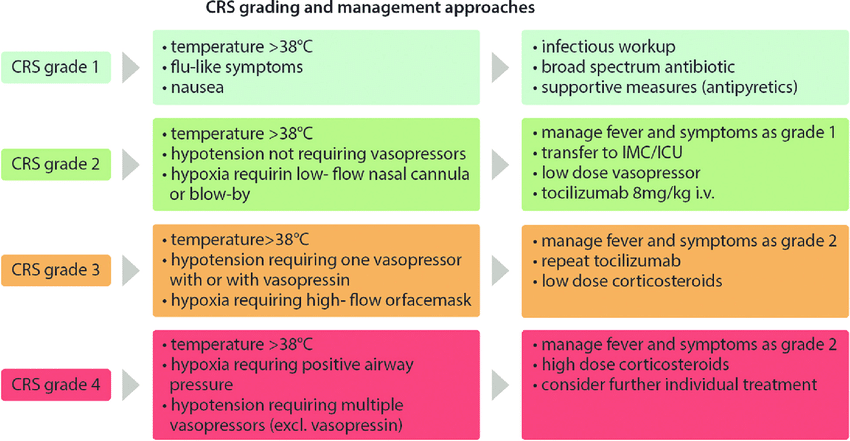 CRS grading and management approaches
CRS grade 1
• temperature >38°C
• flu-like symptoms
• nausea
• infectious workup
• broad spectrum antibiotic
• supportive measures (antipyretics)
CRS grade 2
• temperature >38°C
• hypotension not requiring vasopressors
• hypoxia requirin low- flow nasal cannula
or blow-by
• manage fever and symptoms as grade 1
• transfer to IMC/ICU
• low dose vasopressor
• tocilizumab 8mg/kg i.v.
CRS grade 3
• temperature>38°C
• hypotension requiring one vasopressor
with or with vasopressin
• hypoxia requiring high- flow orfacemask
• manage fever and symptoms as grade 2
• repeat tocilizumab
• low dose corticosteroids
CRS grade 4
• temperature >38°C
• hypoxia requring positive airway
pressure
• hypotension requiring multiple
vasopressors (excl. vasopressin)
• manage fever and symptoms as grade 2
• high dose corticosteroids
• consider further individual treatment